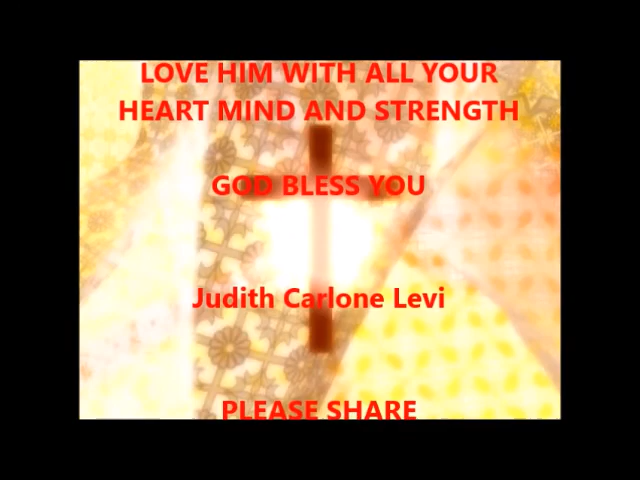 LOVE HIM WITH ALL YOUR
HEART MIND AND STRENGTH
GOD BLESS YOU
Judith Carlone Levi
PLEASE SHARE